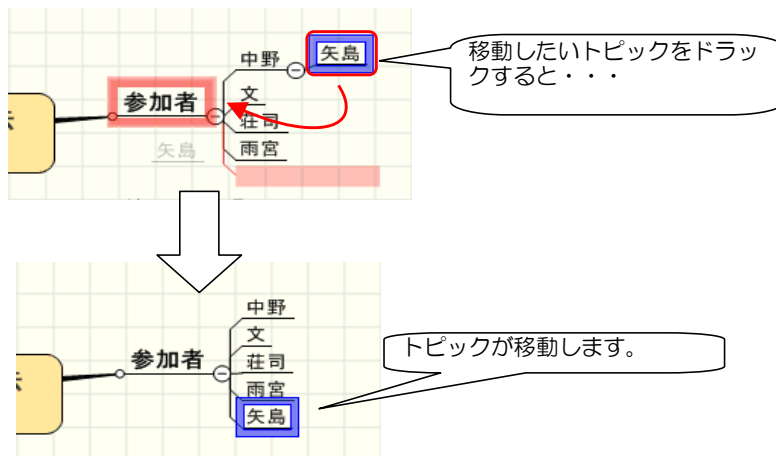 矢島
移動したいトピックをドラッ
クすると・・・
中野
参加者
文
荘司
矢島
雨宮
中野
文
トピックが移動します。
参加者
荘司
雨宮
矢島